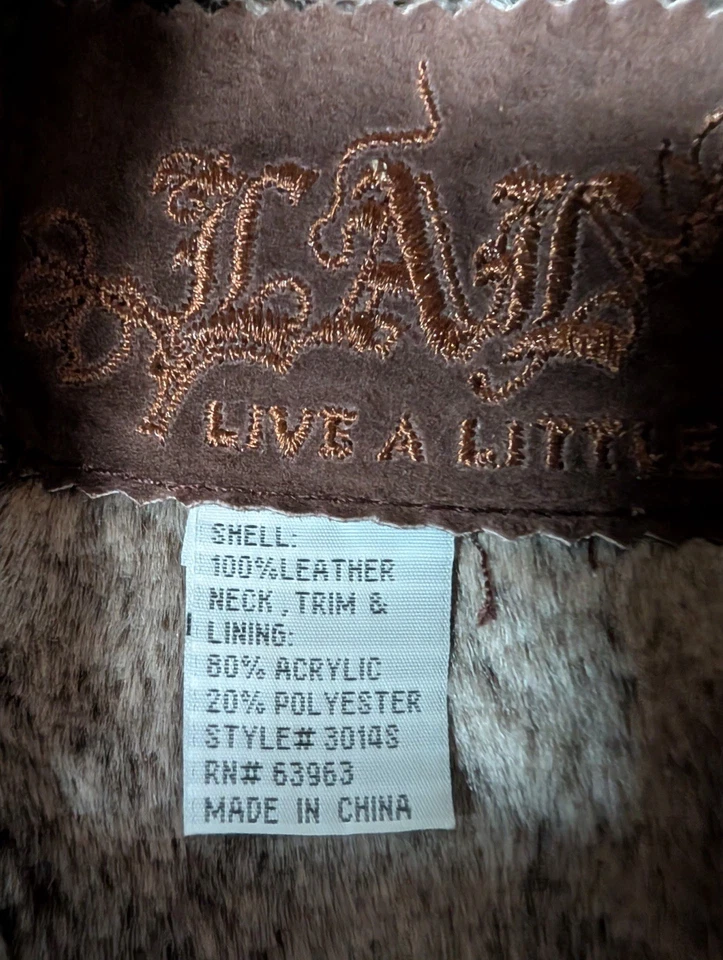 LAL
LIVE A LITTLE
SHELL:
100%LEATHER
NECK , TRIM &
LINING:
80% ACRYLIC
20% POLYESTER
STYLE# 3014S
RN# 63963
MADE IN CHINA